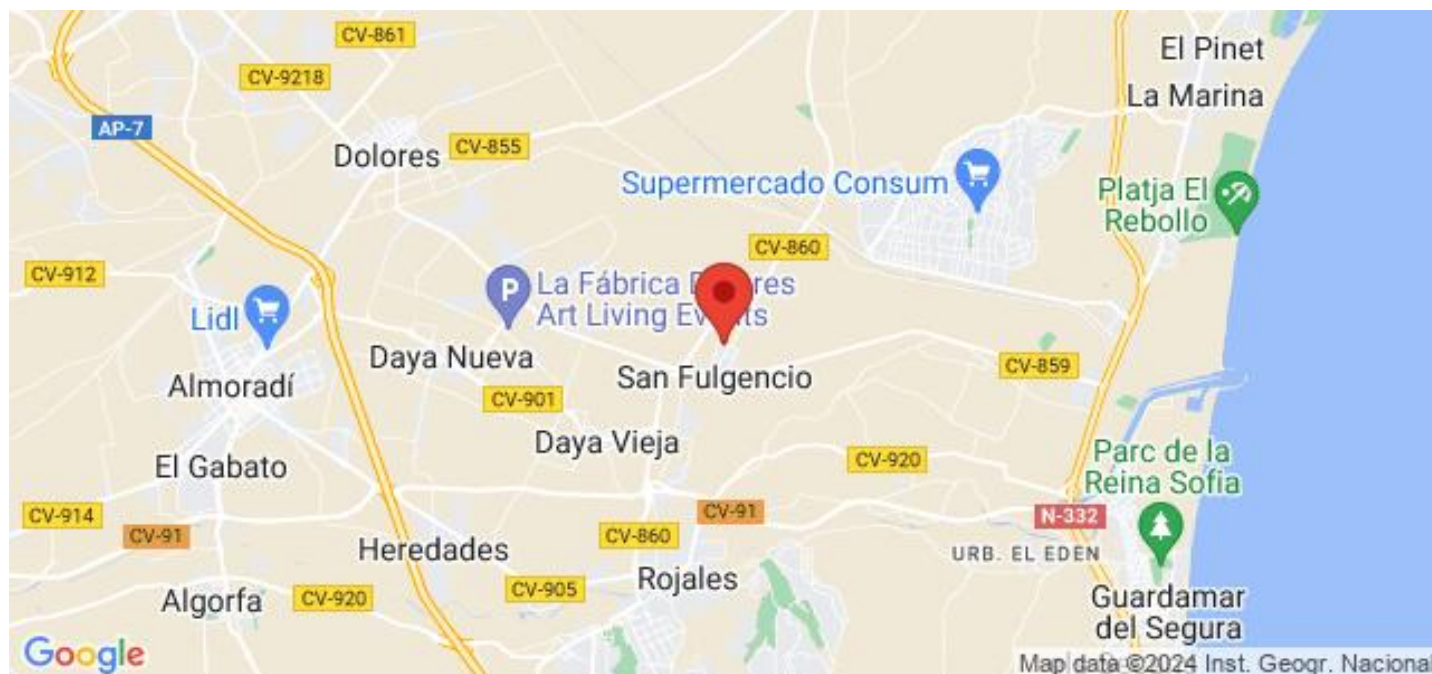 CV-861
El Pinet
CV-9218
La Marina
AP-7
Dolores
CV-855
Supermercado Consum
Platja El
Rebollo
CV-860
CV-912
La Fábrica
Art Living
Lidl
Daya Nueva
San Fulgencio
CV-859
Almoradí
CV-901
Daya Vieja
Parc de la
Reina Sofia
El Gabato
CV-920
CV-914
CV-91
CV-91
N-332
CV-860
Heredades
URB. EL EDEN
Rojales
CV-905
Algorfa
CV-920
Guardamar
del Segura
Google
Map data ©2024 Inst. Geogr. Nacional